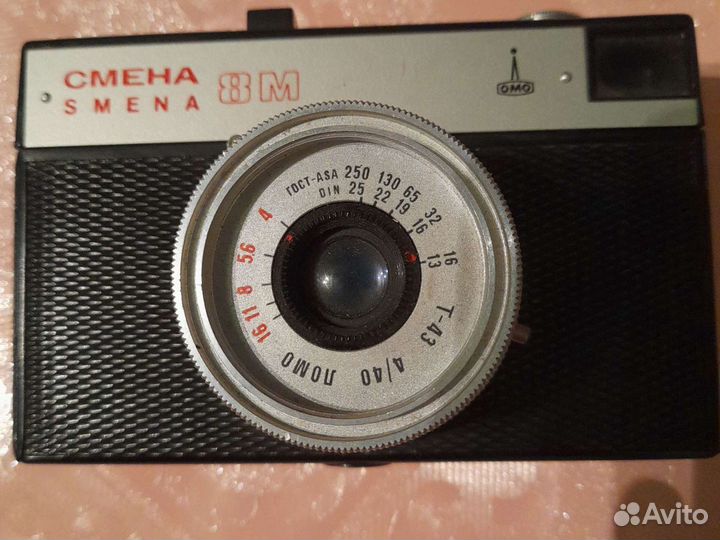 СМЕНА 8М
SMENA
ЛОМО
ГОСТ-ASA 250 130 65 32 16
DIN 25 22 19 16 13
4 5,6 8 11 16
Т-43 4/40 ЛОМО
Avito